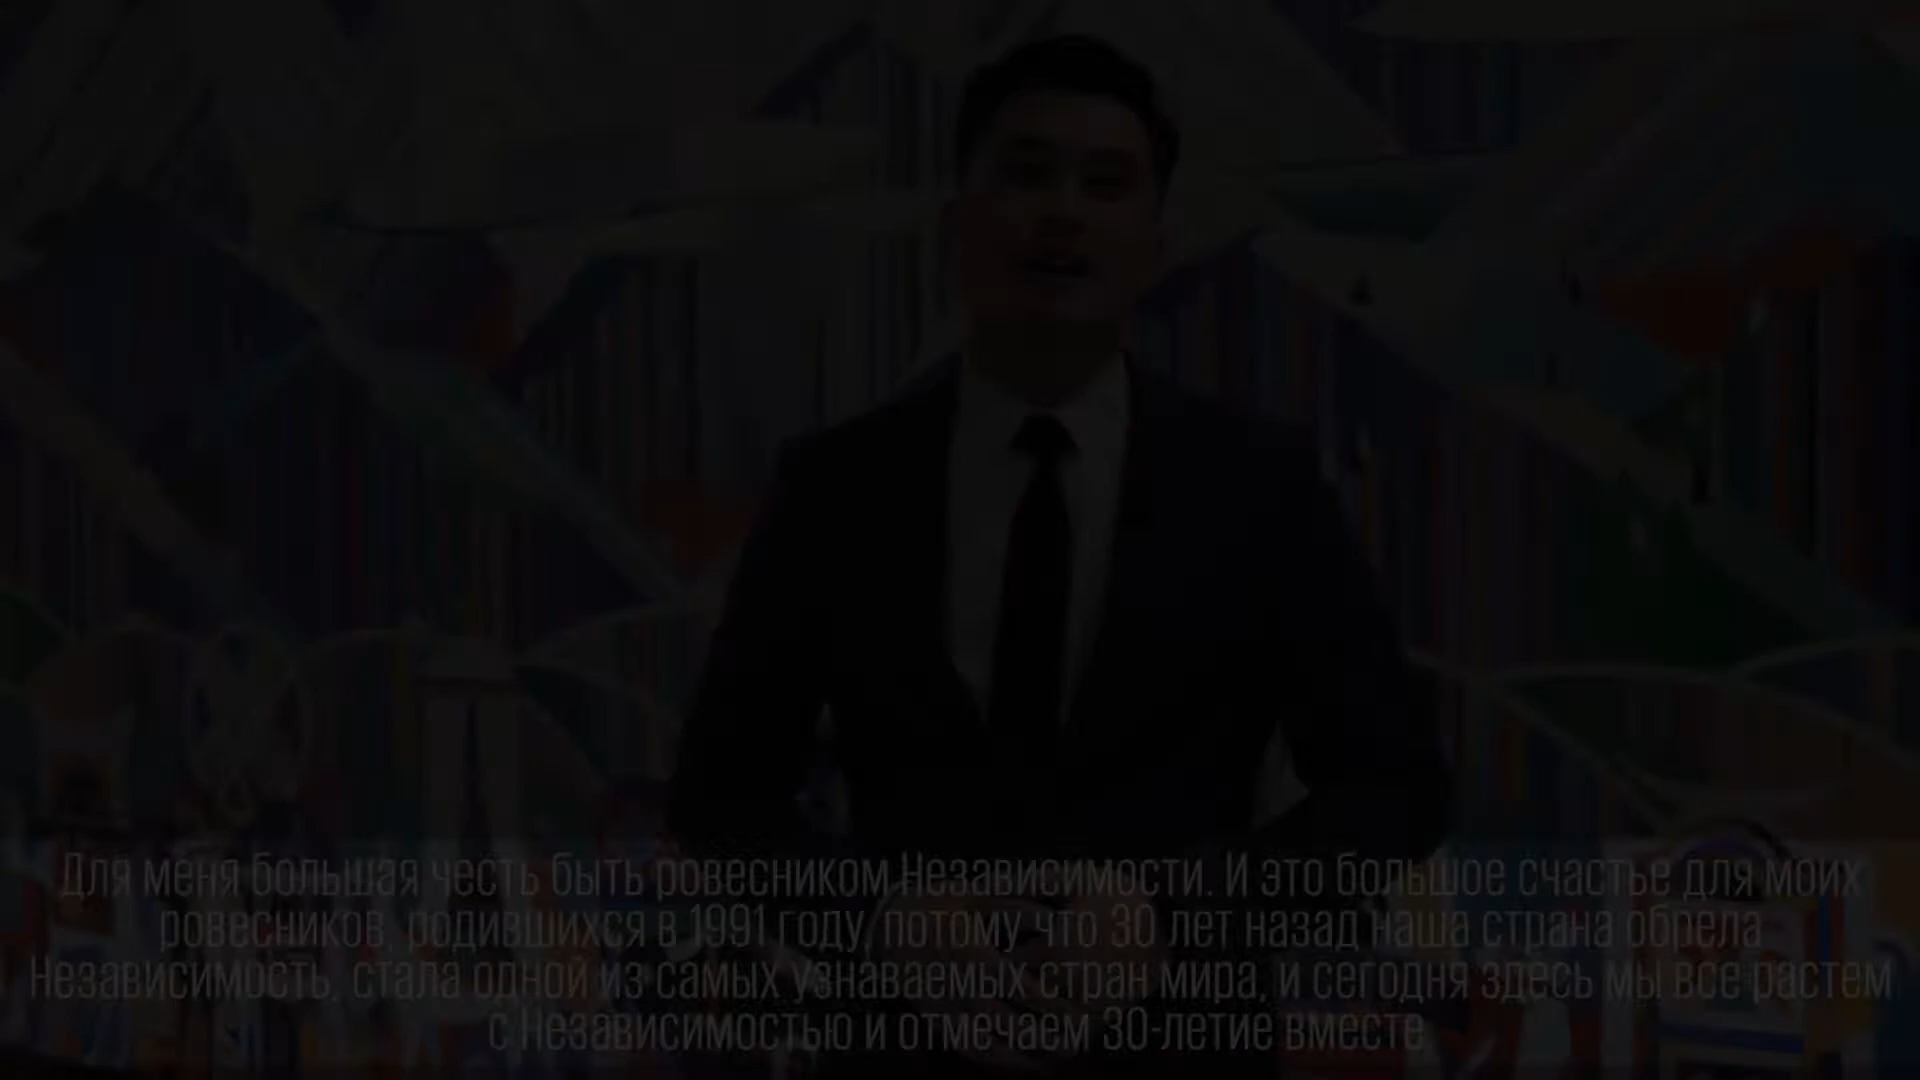 Для меня большая честь быть ровесником Независимости. И это большое счастье для моих
ровесников, родившихся в 1991 году, потому что 30 лет назад наша страна обрела
Независимость, стала одной из самых узнаваемых стран мира, и сегодня здесь мы все растем
с Независимостью и отмечаем 30-летие вместе